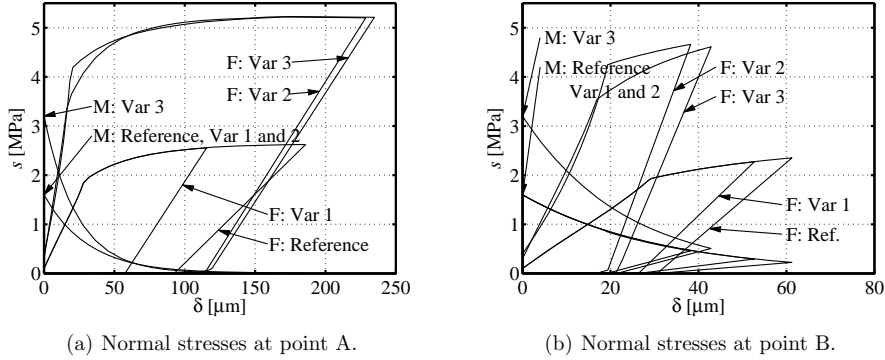 5
4
3
2
1
0
s [MPa]
0
50
100
150
200
250
δ [μm]
F: Var 3
F: Var 2
M: Var 3
M: Reference, Var 1 and 2
F: Var 1
F: Reference
(a) Normal stresses at point A.
5
4
3
2
1
0
s [MPa]
0
20
40
60
80
δ [μm]
M: Var 3
M: Reference
Var 1 and 2
F: Var 2
F: Var 3
F: Var 1
F: Ref.
(b) Normal stresses at point B.